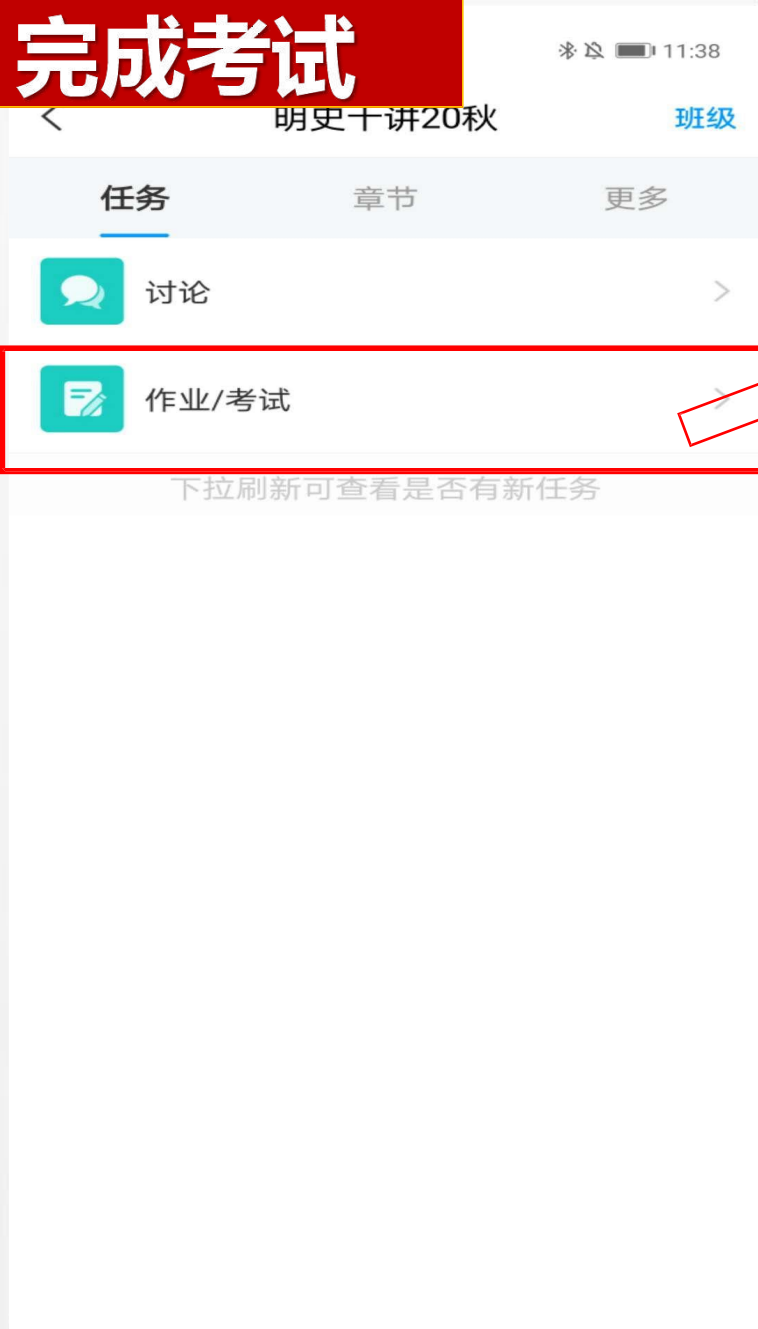 完成考试
11:38
明史十讲20秋
班级
任务
章节
更多
讨论
作业/考试
下拉刷新可查看是否有新任务